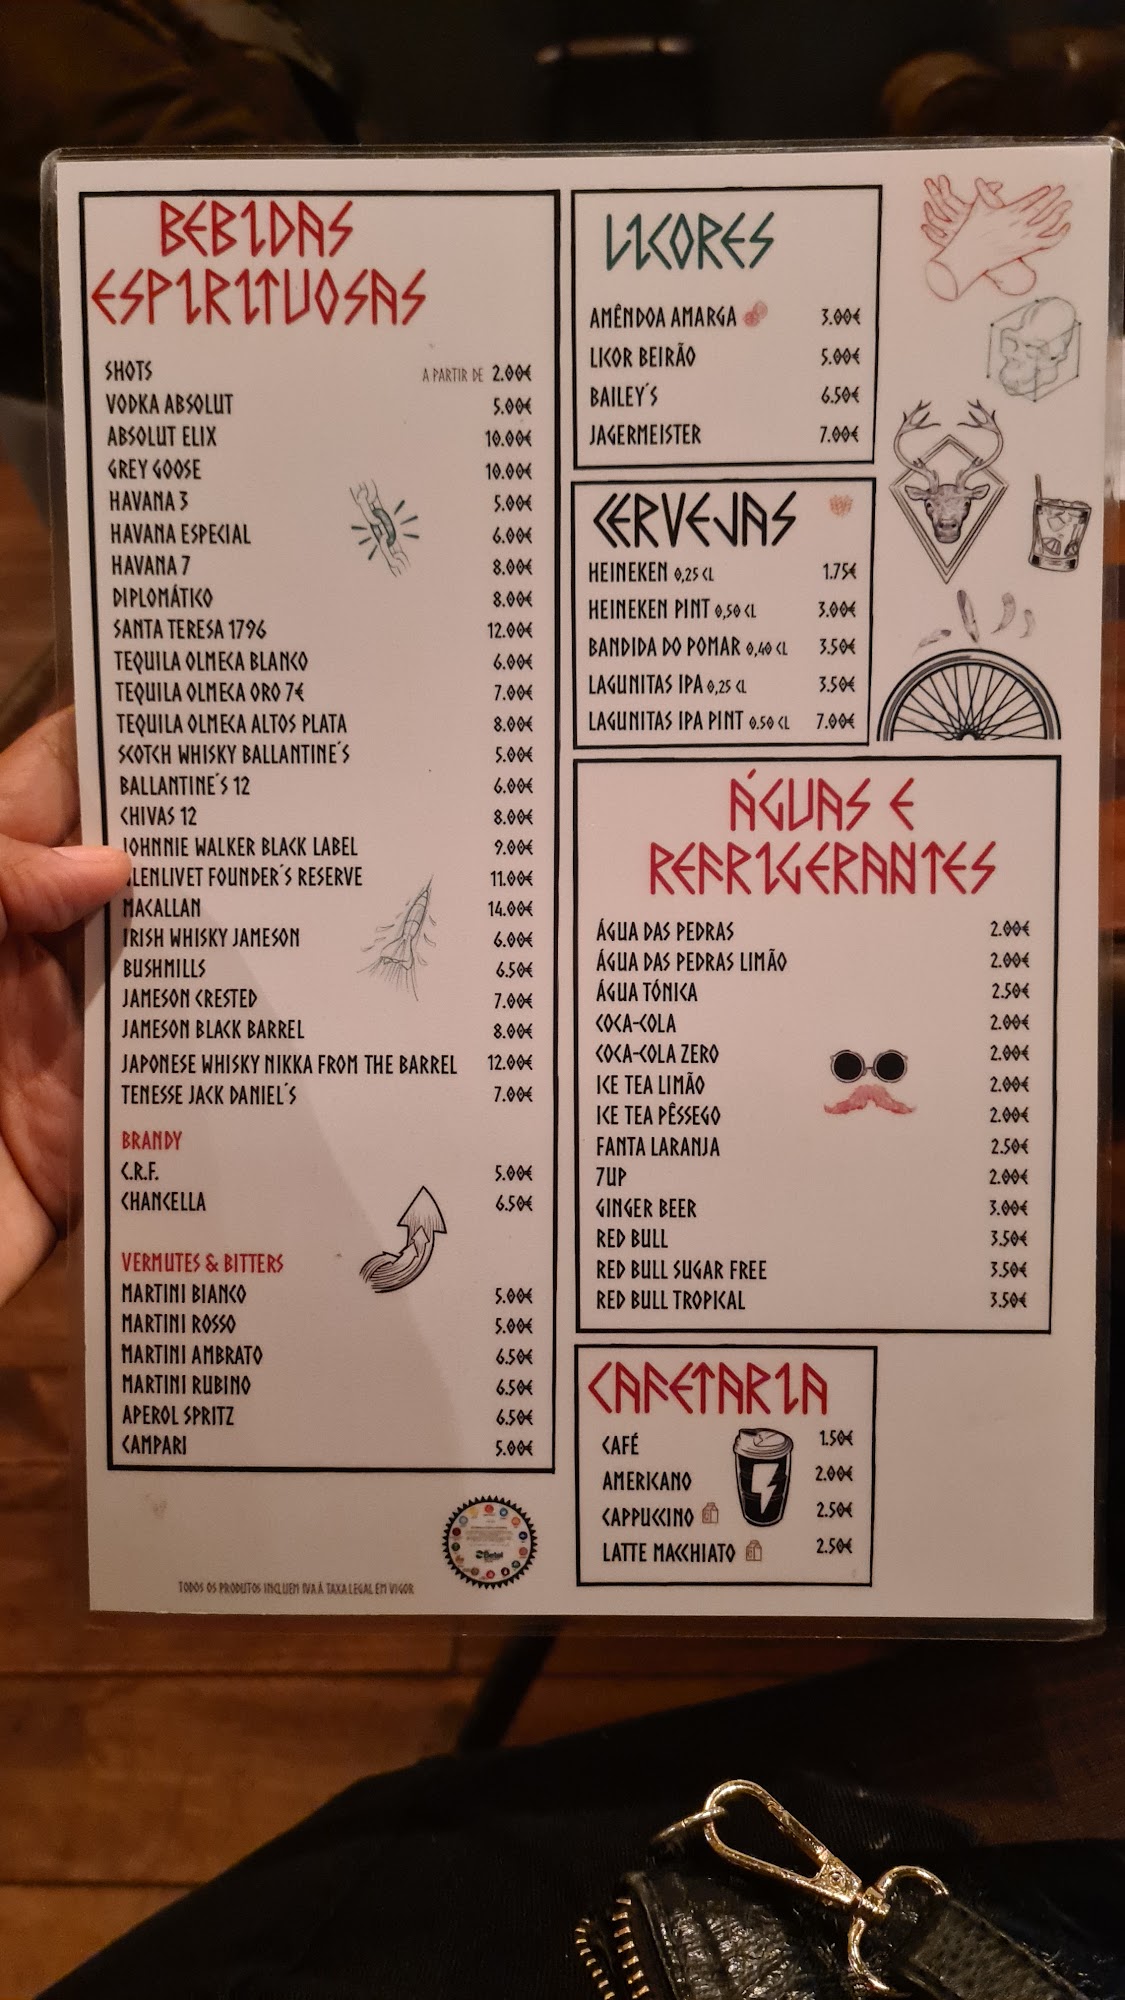 BEBIDAS
ESPIRITUOSAS
SHOTS A PARTIR DE 2.00€
VODKA ABSOLUT 5.00€
ABSOLUT ELIX 10.00€
GREY GOOSE 10.00€
HAVANA 3 5.00€
HAVANA ESPECIAL 6.00€
HAVANA 7 8.00€
DIPLOMÁTICO 8.00€
SANTA TERESA 1796 12.00€
TEQUILA OLMECA BLANCO 6.00€
TEQUILA OLMECA ORO 7€ 7.00€
TEQUILA OLMECA ALTOS PLATA 8.00€
SCOTCH WHISKY BALLANTINE´S 5.00€
BALLANTINE´S 12 6.00€
CHIVAS 12 8.00€
JOHNNIE WALKER BLACK LABEL 9.00€
GLENLIVET FOUNDER´S RESERVE 11.00€
MACALLAN 14.00€
IRISH WHISKY JAMESON 6.00€
BUSHMILLS 6.50€
JAMESON CRESTED 7.00€
JAMESON BLACK BARREL 8.00€
JAPONESE WHISKY NIKKA FROM THE BARREL 12.00€
TENESSE JACK DANIEL´S 7.00€
BRANDY
C.R.F. 5.00€
CHANCELLA 6.50€
VERMUTES & BITTERS
MARTINI BIANCO 5.00€
MARTINI ROSSO 5.00€
MARTINI AMBRATO 6.50€
MARTINI RUBINO 6.50€
APEROL SPRITZ 6.50€
CAMPARI 5.00€
TODOS OS PRODUTOS INCLUEM IVA À TAXA LEGAL EM VIGOR
LICORES
AMÊNDOA AMARGA 3.00€
LICOR BEIRÃO 5.00€
BAILEY´S 6.50€
JAGERMEISTER 7.00€
CERVEJAS
HEINEKEN 0,25 CL 1.75€
HEINEKEN PINT 0,50 CL 3.00€
BANDIDA DO POMAR 0,40 CL 3.50€
LAGUNITAS IPA 0,25 CL 3.50€
LAGUNITAS IPA PINT 0.50 CL 7.00€
ÁGUAS E
REFRIGERANTES
ÁGUA DAS PEDRAS 2.00€
ÁGUA DAS PEDRAS LIMÃO 2.00€
ÁGUA TÓNICA 2.50€
COCA-COLA 2.00€
COCA-COLA ZERO 2.00€
ICE TEA LIMÃO 2.00€
ICE TEA PÊSSEGO 2.00€
FANTA LARANJA 2.50€
7UP 2.00€
GINGER BEER 3.00€
RED BULL 3.50€
RED BULL SUGAR FREE 3.50€
RED BULL TROPICAL 3.50€
CAFETARIA
CAFÉ 1.50€
AMERICANO 2.00€
CAPPUCCINO 2.50€
LATTE MACCHIATO 2.50€